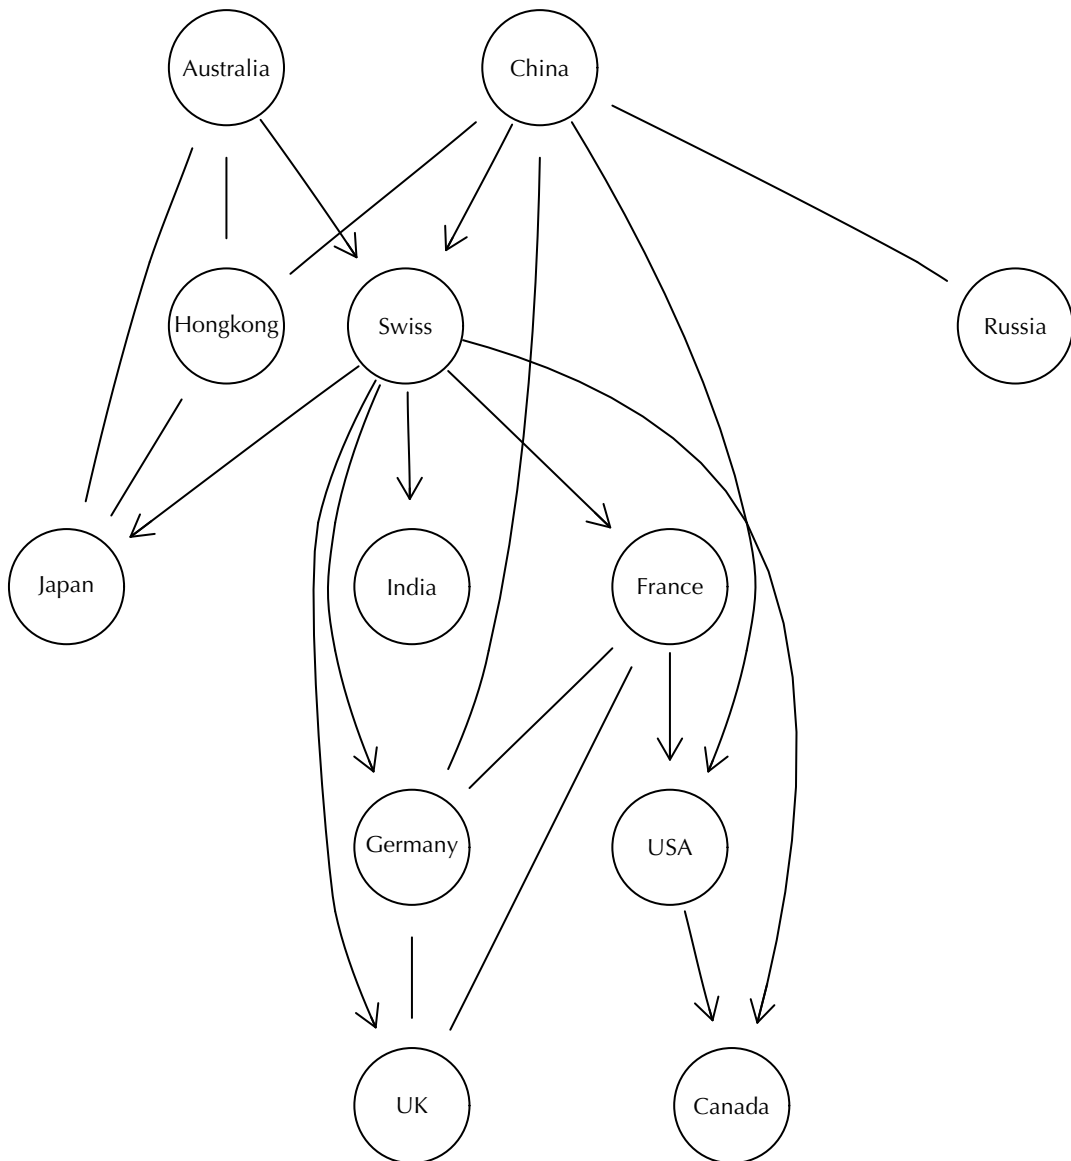 Australia
China
Hongkong
Swiss
Russia
Japan
India
France
Germany
USA
UK
Canada